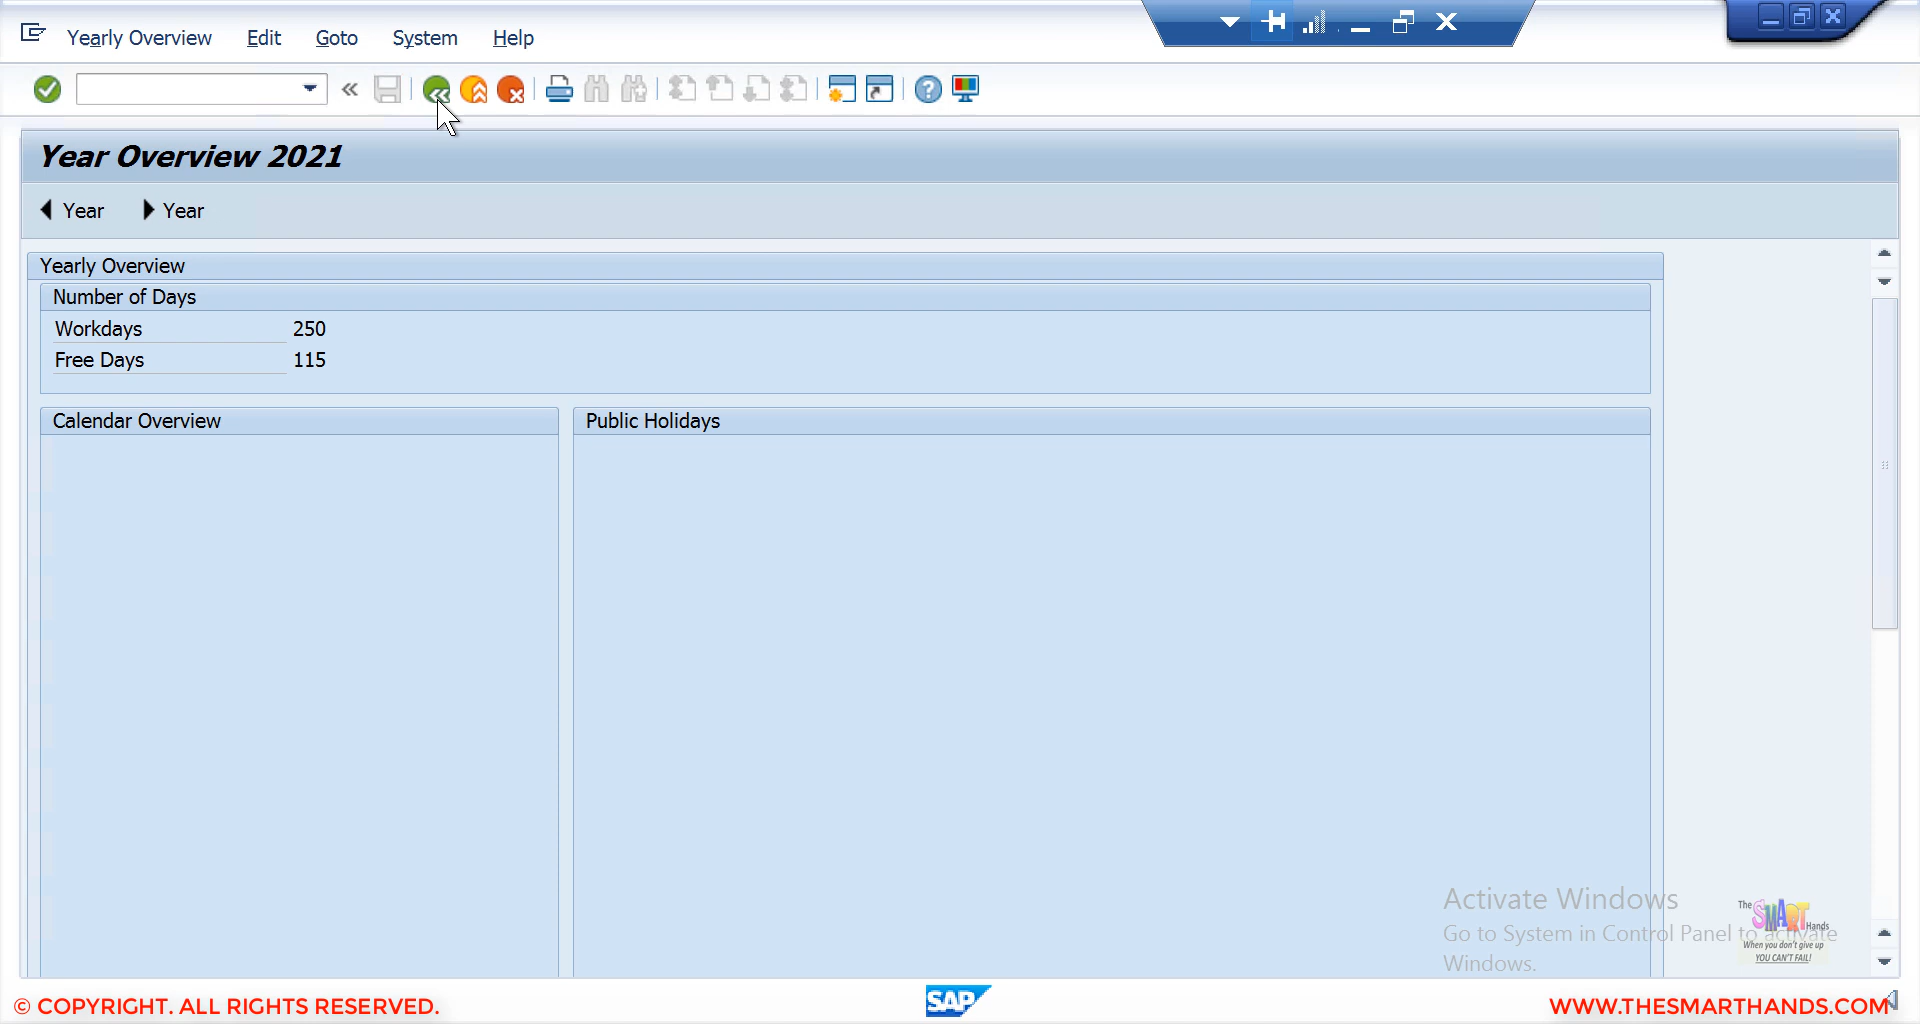 Yearly Overview Edit Goto System Help
Year Overview 2021
Year Year
Yearly Overview
Number of Days
Workdays 250
Free Days 115
Calendar Overview Public Holidays
Activate Windows
Go to System in Control Panel to activate
Windows.
The SMART Hands
When you don't give up
YOU CAN'T FAIL!
© COPYRIGHT. ALL RIGHTS RESERVED. SAP WWW.THESMARTHANDS.COM